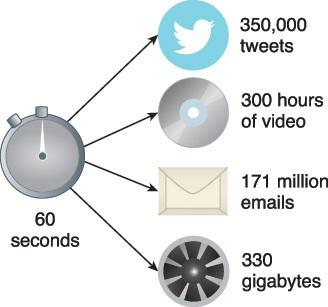 350,000
tweets
300 hours
of video
171 million
emails
60
seconds
330
gigabytes